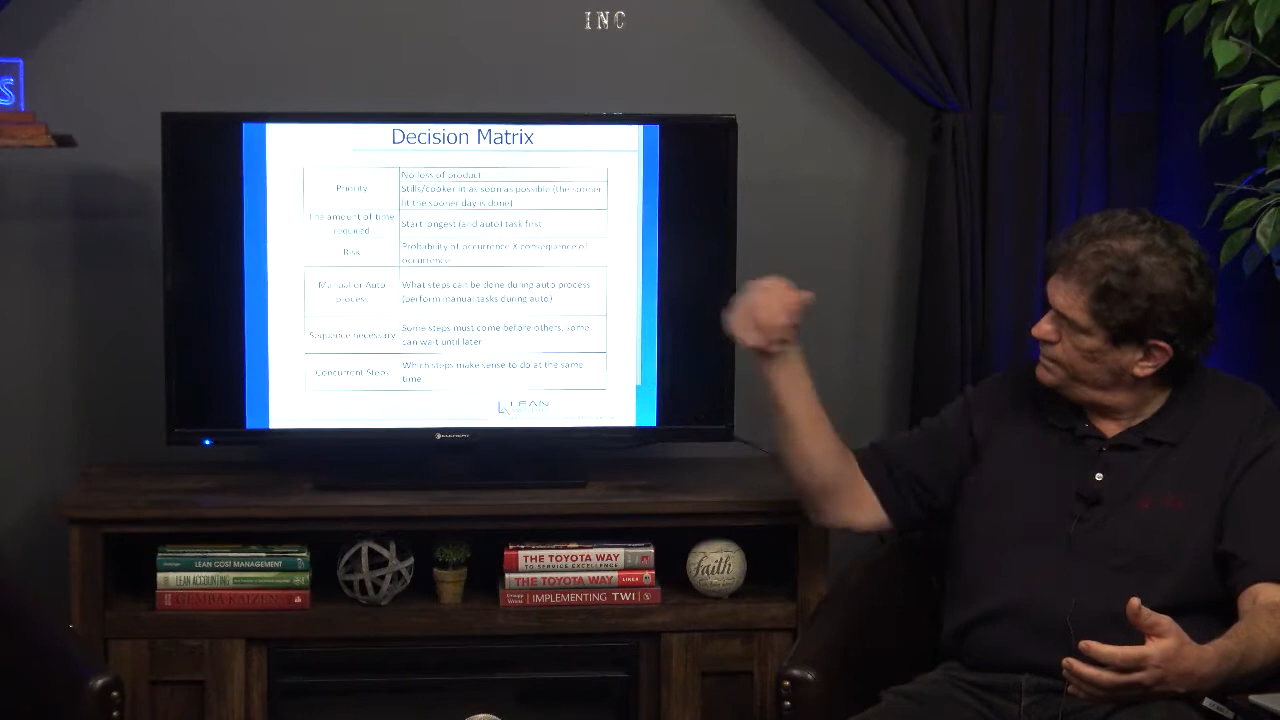 INC
S
Decision Matrix
Priority
No loss of product
Stills/cooker lit as soon as possible (the sooner
lit the sooner day is done)
The amount of time
required
Start longest (and auto) task first
Risk
Probability of occurrence X consequence of
occurrence
Manual or Auto
process
What steps can be done during auto process
(perform manual tasks during auto)
Sequence necessary
Some steps must come before others, some
can wait until later
Concurrent Steps
Which steps make sense to do at the same
time
LEAN
ELEMENT
LEAN COST MANAGEMENT
LEAN ACCOUNTING
GEMBA KAIZEN
THE TOYOTA WAY
TO SERVICE EXCELLENCE
THE TOYOTA WAY
LIKER
IMPLEMENTING TWI
faith